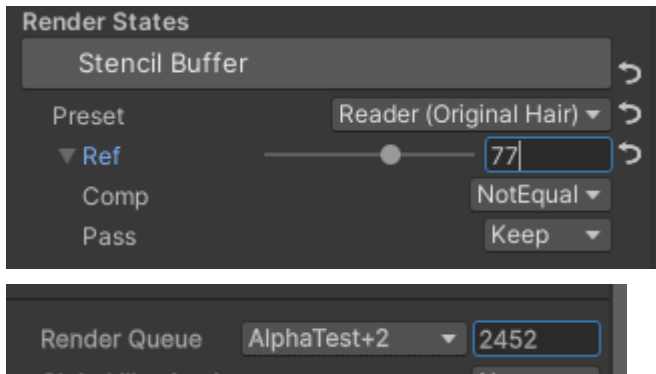 Render States
Stencil Buffer
Preset Reader (Original Hair)
Ref 77
Comp NotEqual
Pass Keep
Render Queue AlphaTest+2 2452